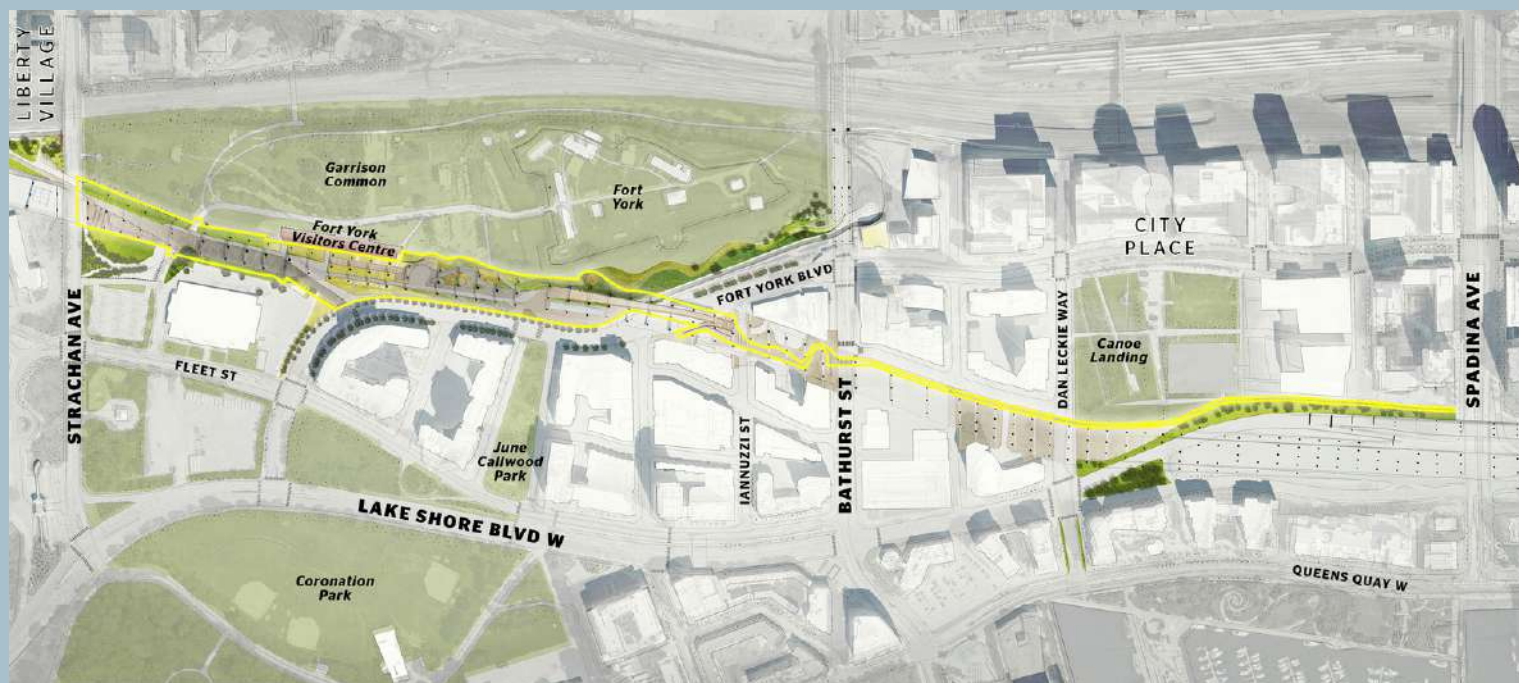 LIBERTY
VILLAGE
Garrison
Common
Fort
York
Fort York
Visitors Centre
CITY
PLACE
FORT YORK BLVD
STRACHAN AVE
FLEET ST
June
Callwood
Park
IANNUZZI ST
BATHURST ST
DAN LECKIE WAY
Canoe
Landing
SPADINA AVE
LAKE SHORE BLVD W
Coronation
Park
QUEENS QUAY W